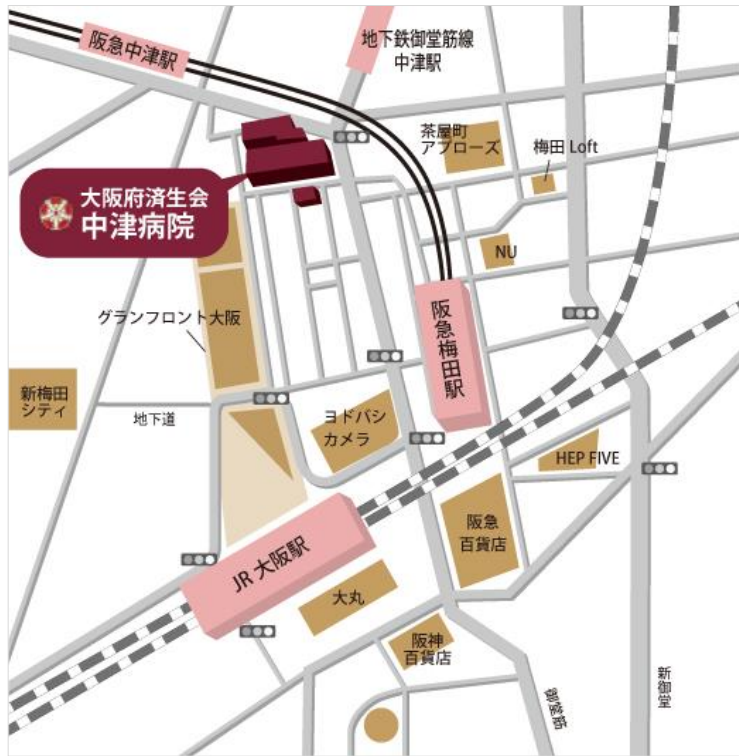 阪急中津駅
地下鉄御堂筋線
中津駅
茶屋町
アプローズ
梅田 Loft
大阪府済生会
中津病院
NU
グランフロント大阪
阪急梅田駅
新梅田
シティ
地下道
ヨドバシ
カメラ
HEP FIVE
阪急
百貨店
JR 大阪駅
大丸
阪神
百貨店
御堂筋
新御堂